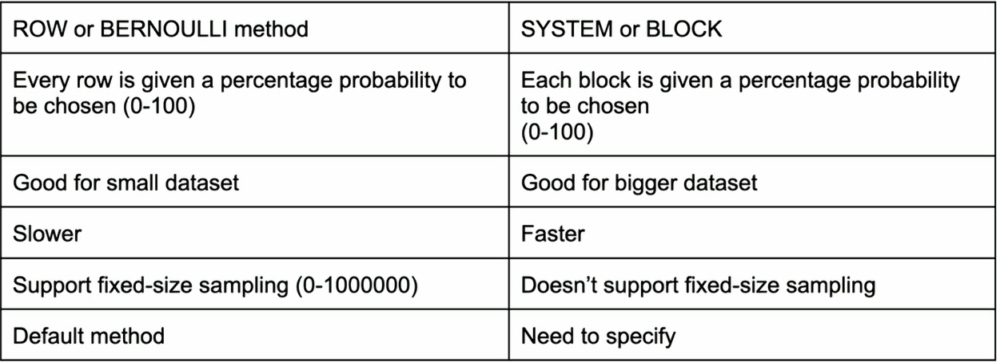 ROW or BERNOULLI method
SYSTEM or BLOCK
Every row is given a percentage probability to
be chosen (0-100)
Each block is given a percentage probability
to be chosen
(0-100)
Good for small dataset
Good for bigger dataset
Slower
Faster
Support fixed-size sampling (0-1000000)
Doesn’t support fixed-size sampling
Default method
Need to specify